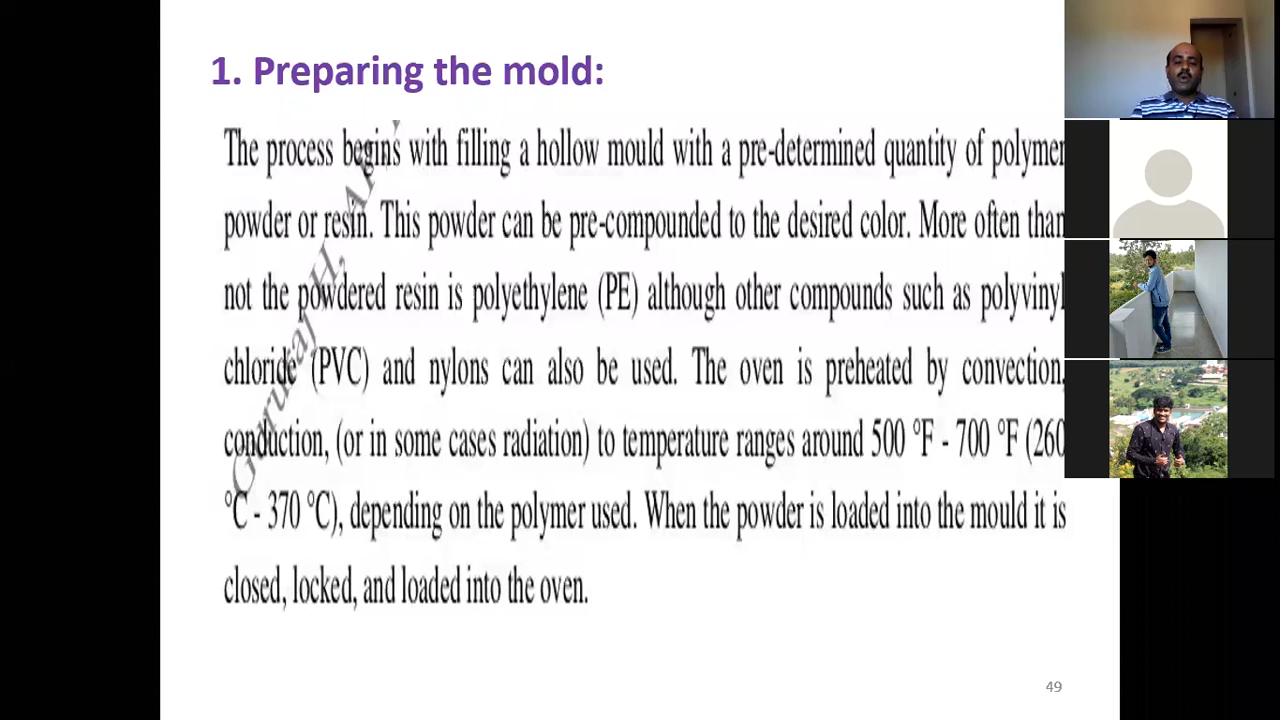 1. Preparing the mold:
The process begins with filling a hollow mould with a pre-determined quantity of polymer
powder or resin. This powder can be pre-compounded to the desired color. More often than
not the powdered resin is polyethylene (PE) although other compounds such as polyvinyl
chloride (PVC) and nylons can also be used. The oven is preheated by convection,
conduction, (or in some cases radiation) to temperature ranges around 500 °F - 700 °F (260
°C - 370 °C), depending on the polymer used. When the powder is loaded into the mould it is
closed, locked, and loaded into the oven.
49